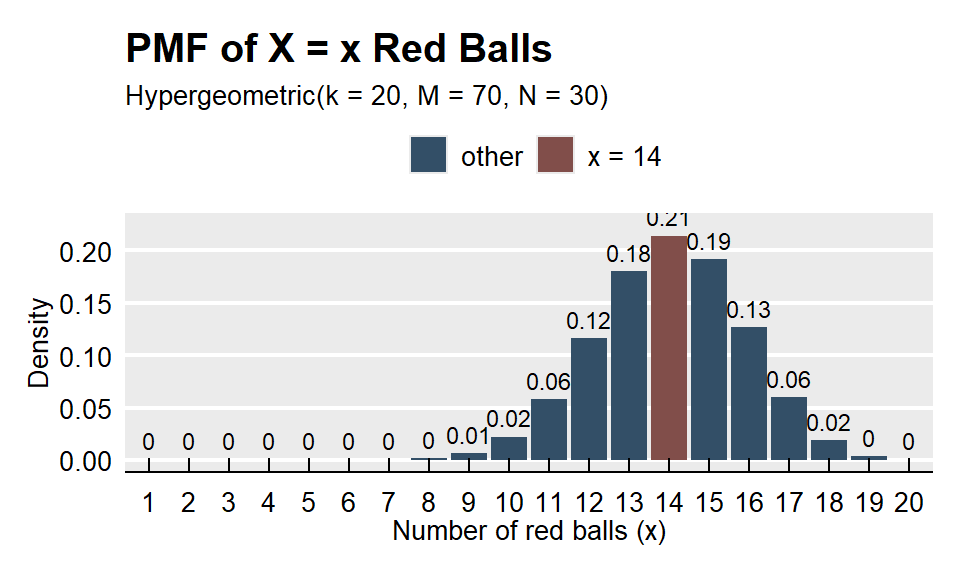 PMF of X = x Red Balls
Hypergeometric(k = 20, M = 70, N = 30)
other x = 14
Density
0.20
0.15
0.10
0.05
0.00
0 0 0 0 0 0 0 0 0.01 0.02 0.06 0.12 0.18 0.21 0.19 0.13 0.06 0.02 0 0
1 2 3 4 5 6 7 8 9 10 11 12 13 14 15 16 17 18 19 20
Number of red balls (x)